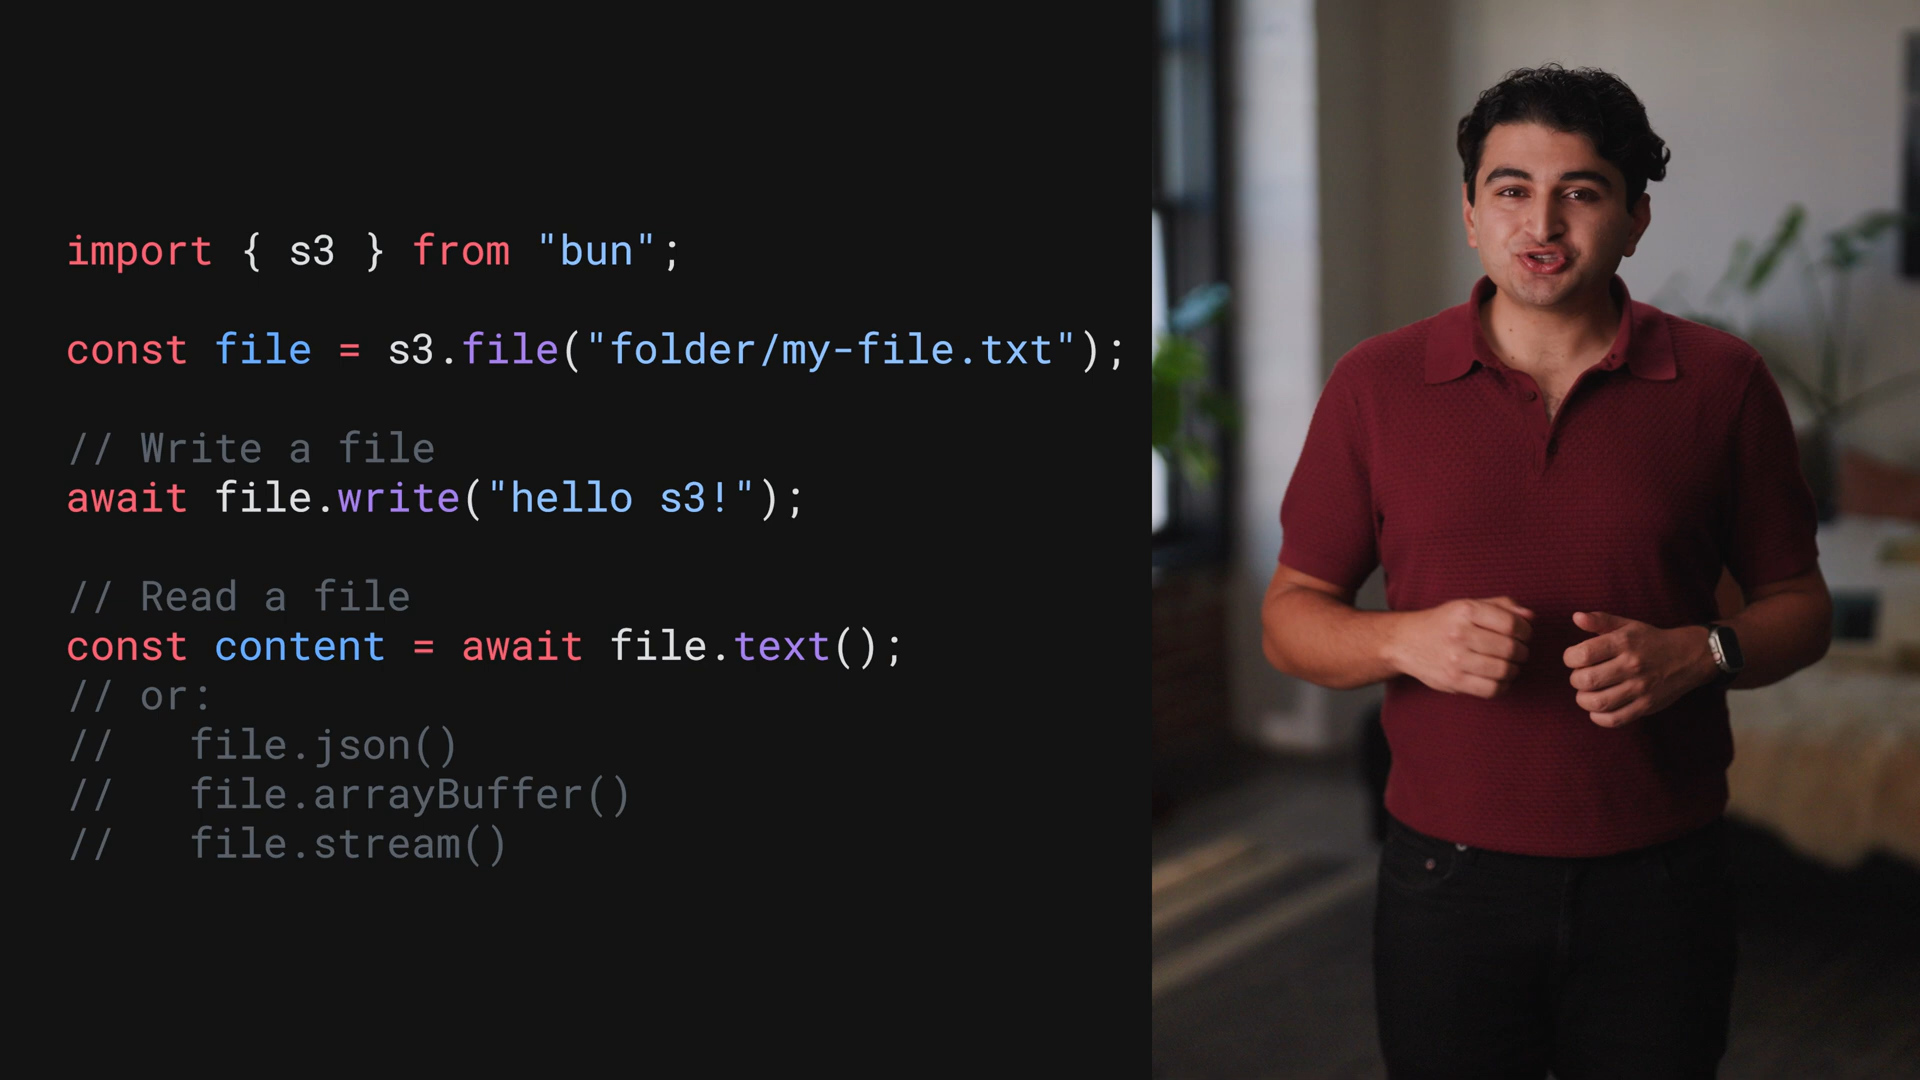 import { s3 } from "bun";
const file = s3.file("folder/my-file.txt");
// Write a file
await file.write("hello s3!");
// Read a file
const content = await file.text();
// or:
//   file.json()
//   file.arrayBuffer()
//   file.stream()